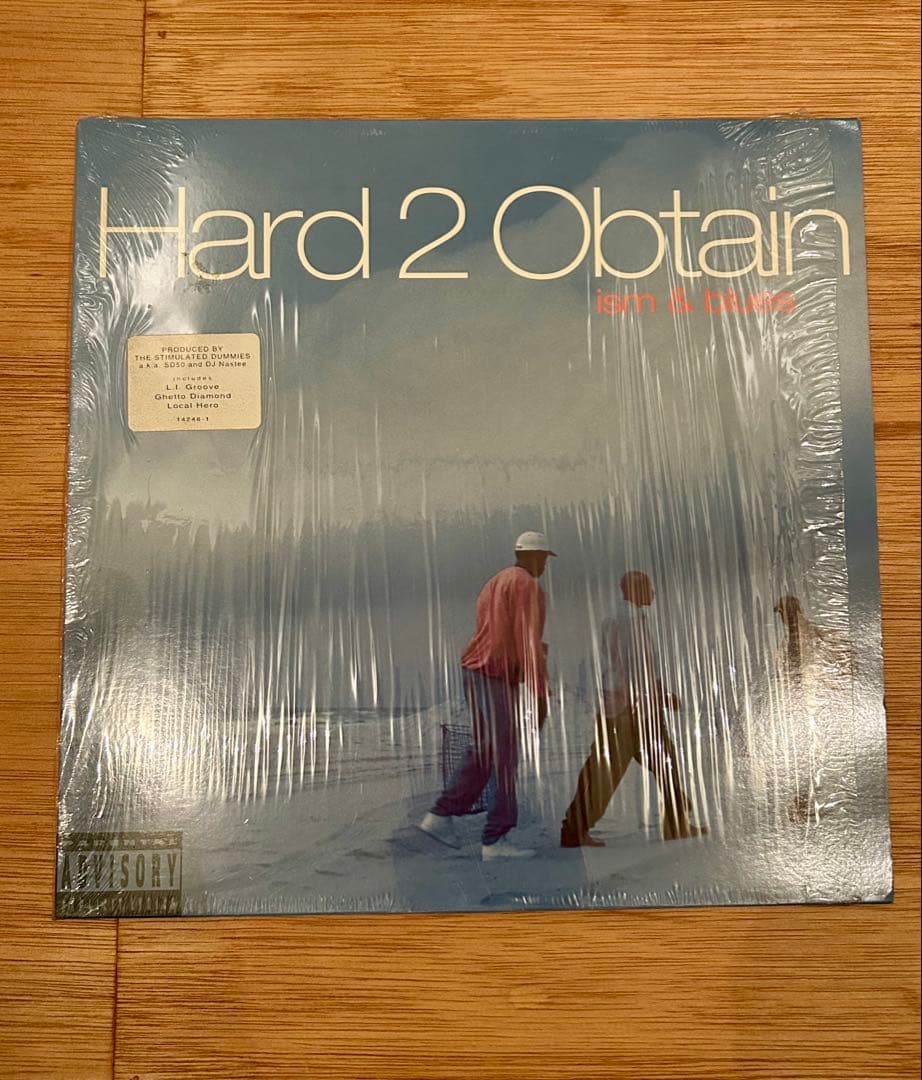 Hard 2 Obtain
ism & blues
PRODUCED BY
THE STIMULATED DUMMIES
a.k.a. SD50 and DJ Nastee
includes
L.I. Groove
Ghetto Diamond
Local Hero
14246-1
ADVISORY